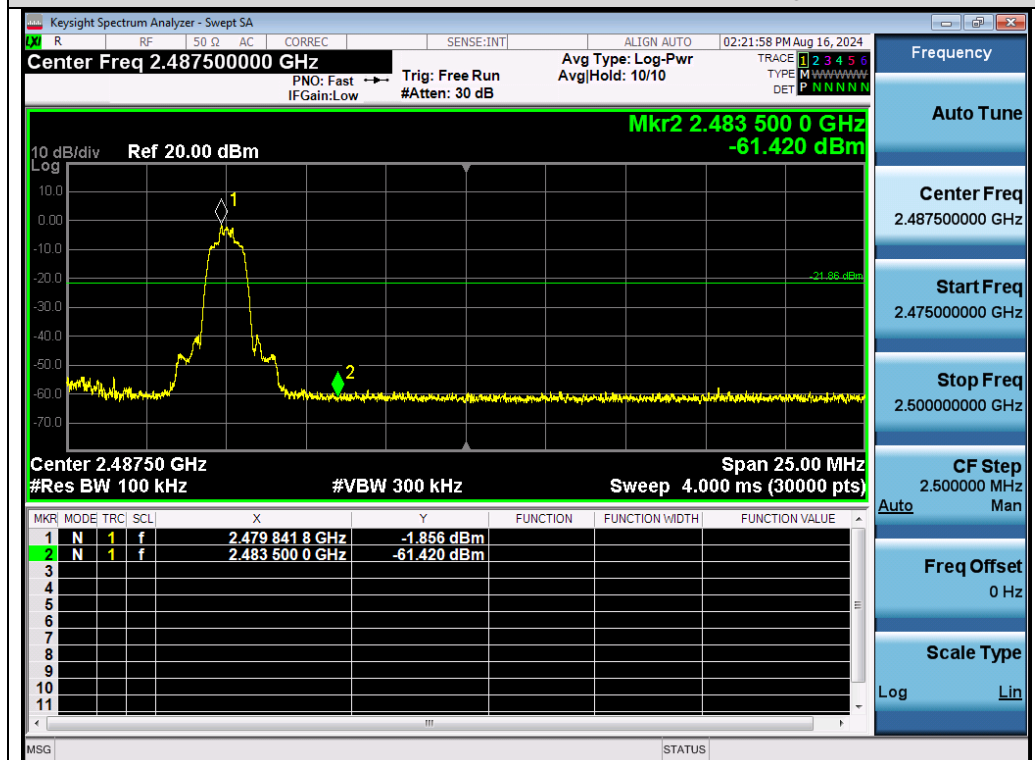 Keysight Spectrum Analyzer - Swept SA
LXI R RF 50 Ω AC CORREC SENSE:INT ALIGN AUTO 02:21:58 PM Aug 16, 2024
Center Freq 2.487500000 GHz
PNO: Fast
IFGain:Low
Trig: Free Run
#Atten: 30 dB
Avg Type: Log-Pwr
Avg|Hold: 10/10
TRACE 1 2 3 4 5 6
TYPE M W W W W W
DET P N N N N N
Mkr2 2.483 500 0 GHz
-61.420 dBm
10 dB/div Ref 20.00 dBm
Log
10.0
0.00
-10.0
-20.0
-30.0
-40.0
-50.0
-60.0
-70.0
1
2
-21.86 dBm
Center 2.48750 GHz Span 25.00 MHz
#Res BW 100 kHz #VBW 300 kHz Sweep 4.000 ms (30000 pts)
MKR MODE TRC SCL X Y FUNCTION FUNCTION WIDTH FUNCTION VALUE
1 N 1 f 2.479 841 8 GHz -1.856 dBm
2 N 1 f 2.483 500 0 GHz -61.420 dBm
3
4
5
6
7
8
9
10
11
MSG STATUS
Frequency
Auto Tune
Center Freq
2.487500000 GHz
Start Freq
2.475000000 GHz
Stop Freq
2.500000000 GHz
CF Step
2.500000 MHz
Auto Man
Freq Offset
0 Hz
Scale Type
Log Lin